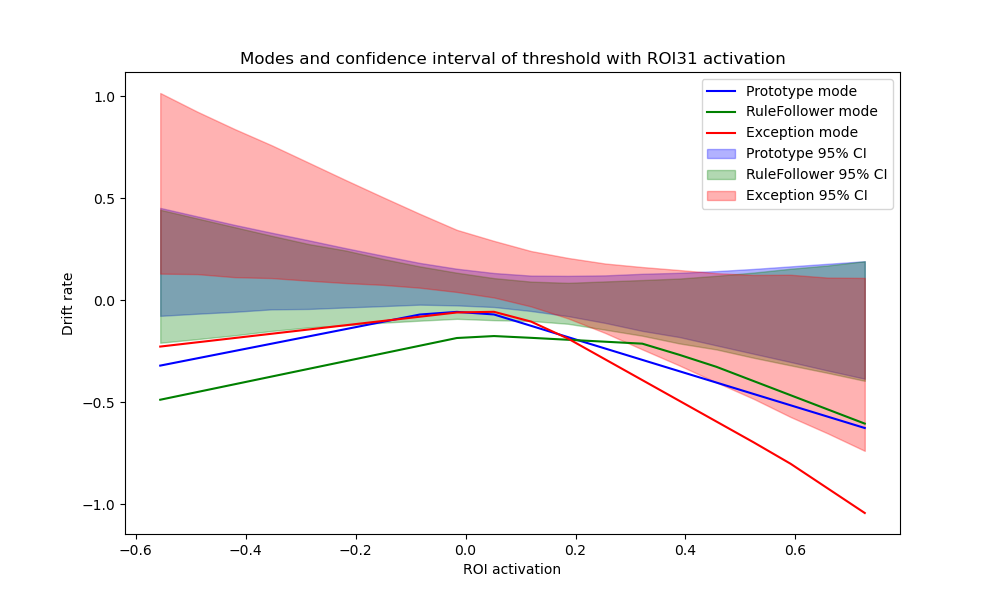 Modes and confidence interval of threshold with ROI31 activation
Prototype mode
RuleFollower mode
Exception mode
Prototype 95% CI
RuleFollower 95% CI
Exception 95% CI
1.0
0.5
0.0
−0.5
−1.0
Drift rate
−0.6
−0.4
−0.2
0.0
0.2
0.4
0.6
ROI activation